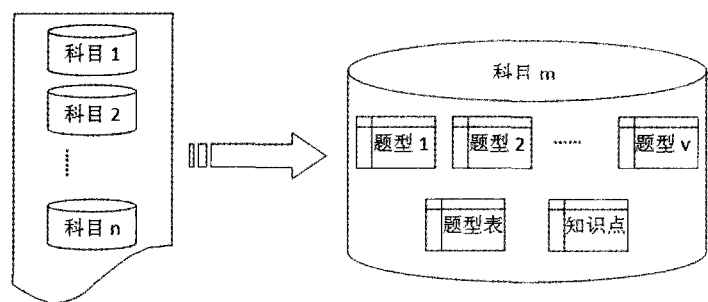 科目 1
科目 2
......
科目 n
科目 m
题型 1
题型 2
......
题型 v
题型表
知识点